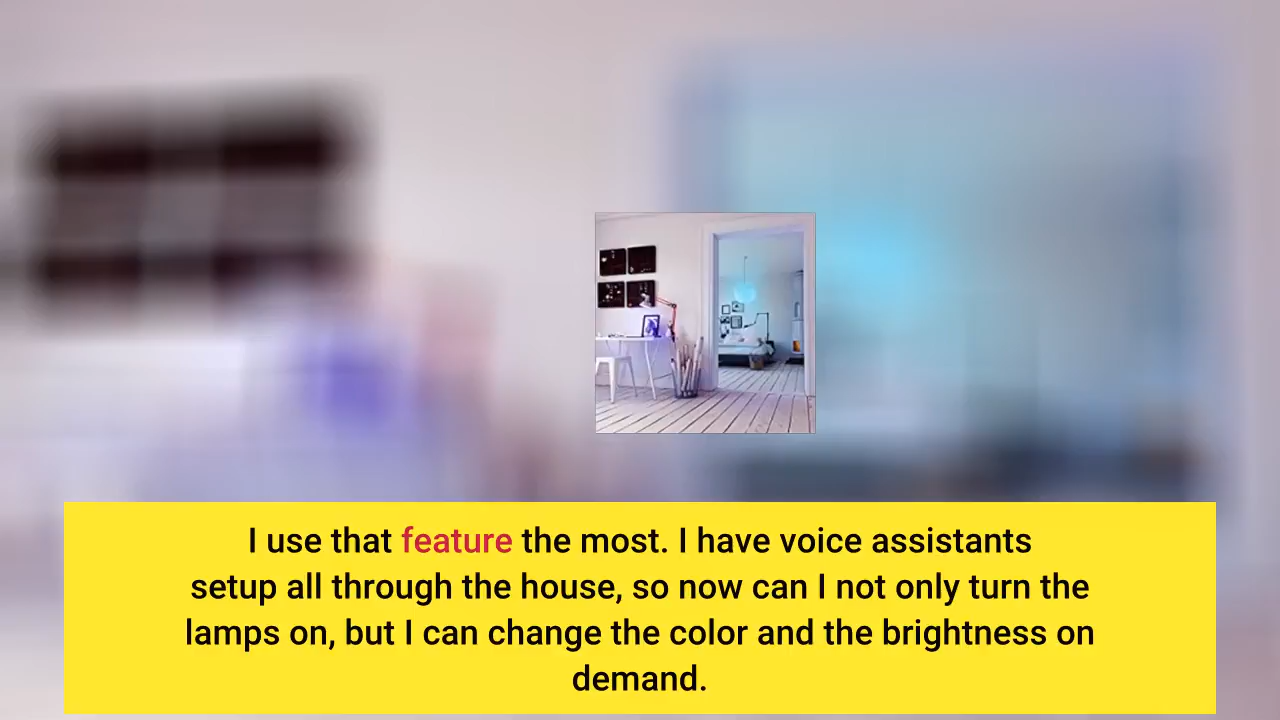 I use that feature the most. I have voice assistants
setup all through the house, so now can I not only turn the
lamps on, but I can change the color and the brightness on
demand.